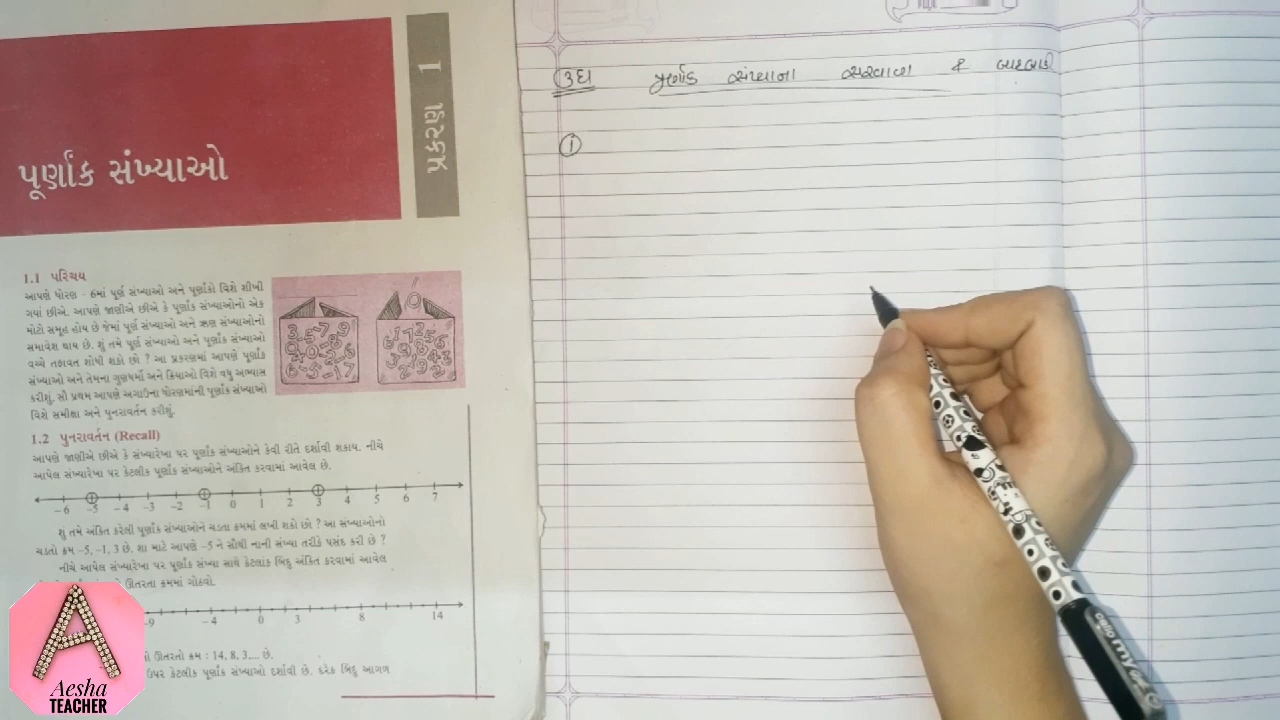 પ્રકરણ 1
પૂર્ણાંક સંખ્યાઓ
1.1 પરિચય
આપણે ધોરણ - 6માં પૂર્ણ સંખ્યાઓ અને પૂર્ણાંકો વિશે શીખી
ગયાં છીએ. આપણે જાણીએ છીએ કે પૂર્ણાંક સંખ્યાઓનો એક
મોટો સમૂહ હોય છે જેમાં પૂર્ણ સંખ્યાઓ અને ઋણ સંખ્યાઓનો
સમાવેશ થાય છે. શું તમે પૂર્ણ સંખ્યાઓ અને પૂર્ણાંક સંખ્યાઓ
વચ્ચે તફાવત શોધી શકો છો ? આ પ્રકરણમાં આપણે પૂર્ણાંક
સંખ્યાઓ અને તેમના ગુણધર્મો અને ક્રિયાઓ વિશે વધુ અભ્યાસ
કરીશું. સૌ પ્રથમ આપણે અગાઉના ધોરણમાંની પૂર્ણાંક સંખ્યાઓ
વિશે સમીક્ષા અને પુનરાવર્તન કરીશું.
1.2 પુનરાવર્તન (Recall)
આપણે જાણીએ છીએ કે સંખ્યારેખા પર પૂર્ણાંક સંખ્યાઓને કેવી રીતે દર્શાવી શકાય. નીચે
આપેલ સંખ્યારેખા પર કેટલીક પૂર્ણાંક સંખ્યાઓને અંકિત કરવામાં આવેલ છે.
-6 -5 -4 -3 -2 -1 0 1 2 3 4 5 6 7
શું તમે અંકિત કરેલી પૂર્ણાંક સંખ્યાઓને ચડતા ક્રમમાં લખી શકો છો ? આ સંખ્યાઓનો
ચડતો ક્રમ -5, -1, 3 છે. શા માટે આપણે -5 ને સૌથી નાની સંખ્યા તરીકે પસંદ કરી છે ?
નીચે આપેલ સંખ્યારેખા પર પૂર્ણાંક સંખ્યા સાથે કેટલાંક બિંદુ અંકિત કરવામાં આવેલ
ઊતરતા ક્રમમાં ગોઠવો.
-9 -4 0 3 8 14
ઊતરતો ક્રમ : 14, 8, 3,... છે.
ઉપર કેટલીક પૂર્ણાંક સંખ્યાઓ દર્શાવી છે. દરેક બિંદુ આગળ
A
Aesha
TEACHER
પૂર્ણાંક સંખ્યાના સરવાળા & બાદબાકી
1